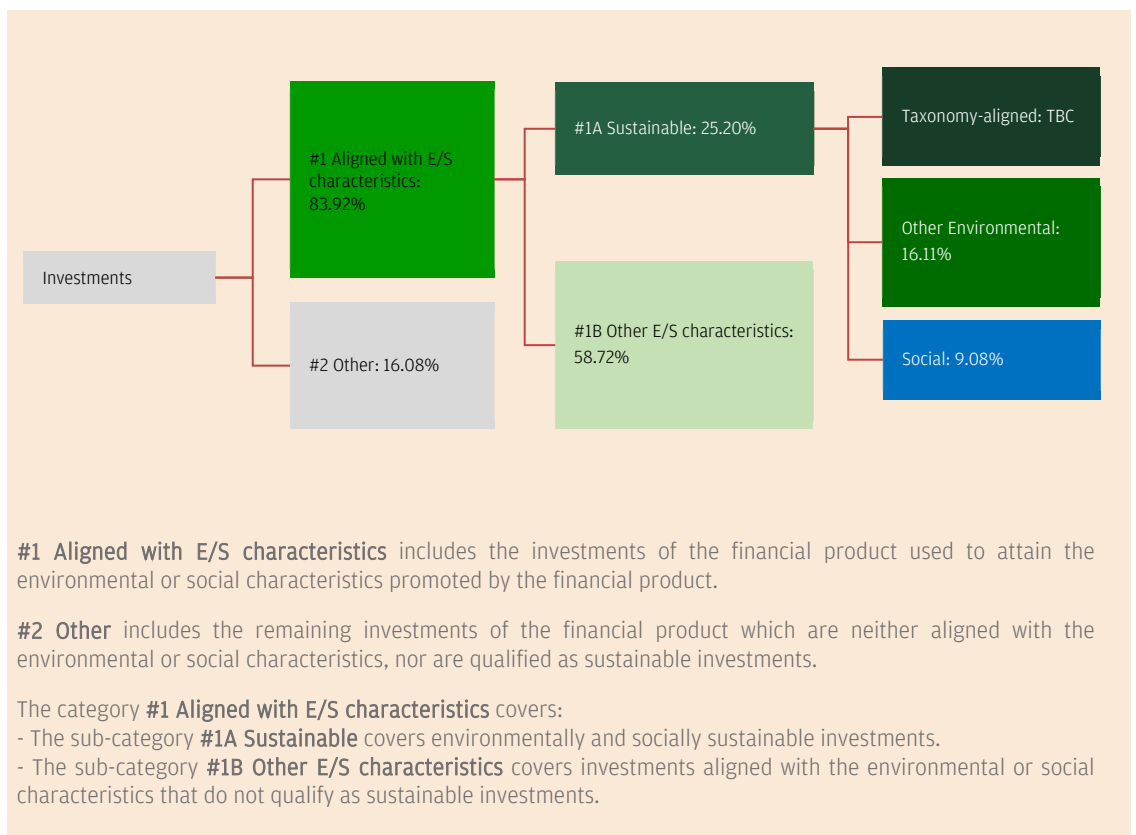 Investments
#1 Aligned with E/S
characteristics:
83.92%
#2 Other: 16.08%
#1A Sustainable: 25.20%
#1B Other E/S characteristics:
58.72%
Taxonomy-aligned: TBC
Other Environmental:
16.11%
Social: 9.08%
#1 Aligned with E/S characteristics includes the investments of the financial product used to attain the
environmental or social characteristics promoted by the financial product.
#2 Other includes the remaining investments of the financial product which are neither aligned with the
environmental or social characteristics, nor are qualified as sustainable investments.
The category #1 Aligned with E/S characteristics covers:
- The sub-category #1A Sustainable covers environmentally and socially sustainable investments.
- The sub-category #1B Other E/S characteristics covers investments aligned with the environmental or social
characteristics that do not qualify as sustainable investments.